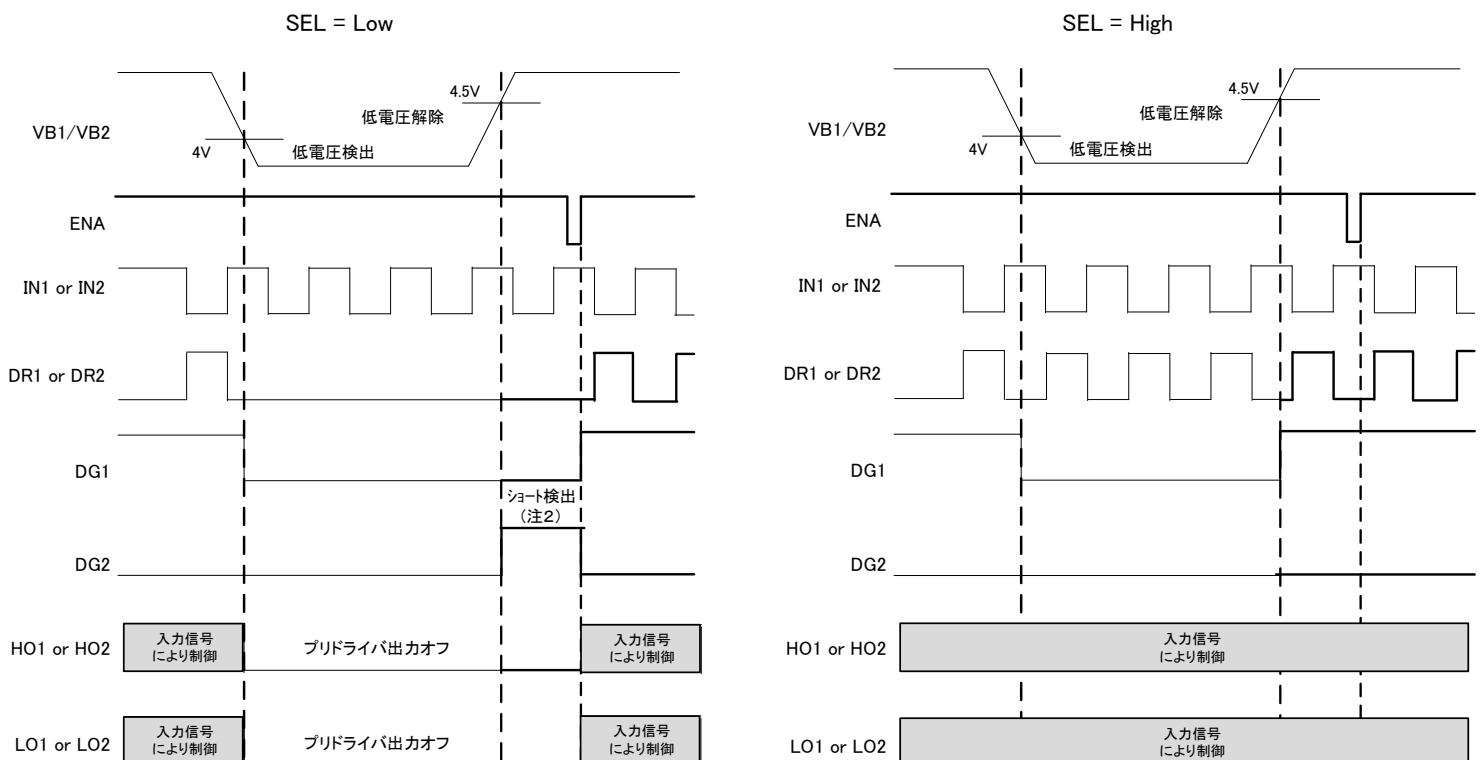 SEL = Low
4.5V
低電圧解除
VB1/VB2
4V
低電圧検出
ENA
IN1 or IN2
DR1 or DR2
DG1
ショート検出
（注2）
DG2
HO1 or HO2
入力信号
により制御
プリドライバ出力オフ
入力信号
により制御
LO1 or LO2
入力信号
により制御
プリドライバ出力オフ
入力信号
により制御
SEL = High
4.5V
低電圧解除
VB1/VB2
4V
低電圧検出
ENA
IN1 or IN2
DR1 or DR2
DG1
DG2
HO1 or HO2
入力信号
により制御
LO1 or LO2
入力信号
により制御